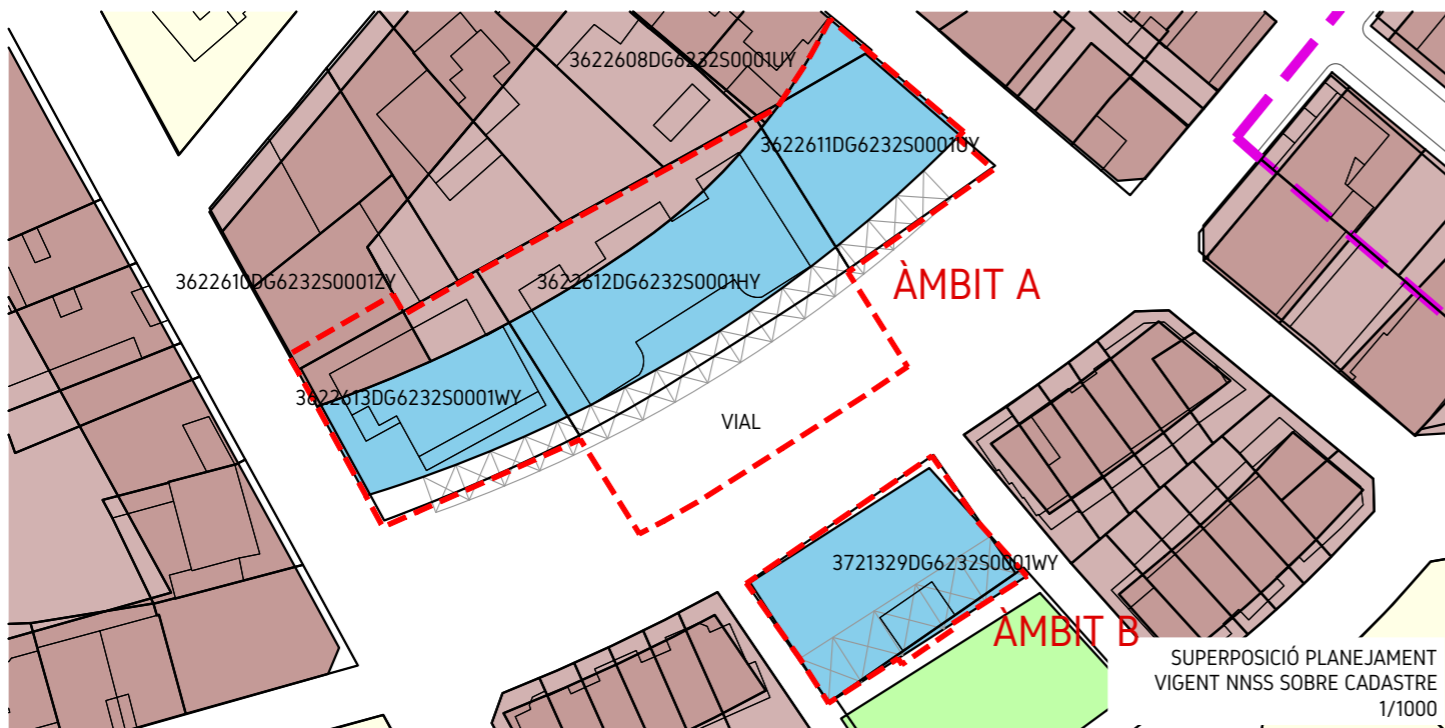 3622608DG6232S0001UY
3622611DG6232S0001UY
3622610DG6232S0001ZY
3622612DG6232S0001HY
ÀMBIT A
3622613DG6232S0001WY
VIAL
3721329DG6232S0001WY
ÀMBIT B
SUPERPOSICIÓ PLANEJAMENT
VIGENT NNSS SOBRE CADASTRE
1/1000